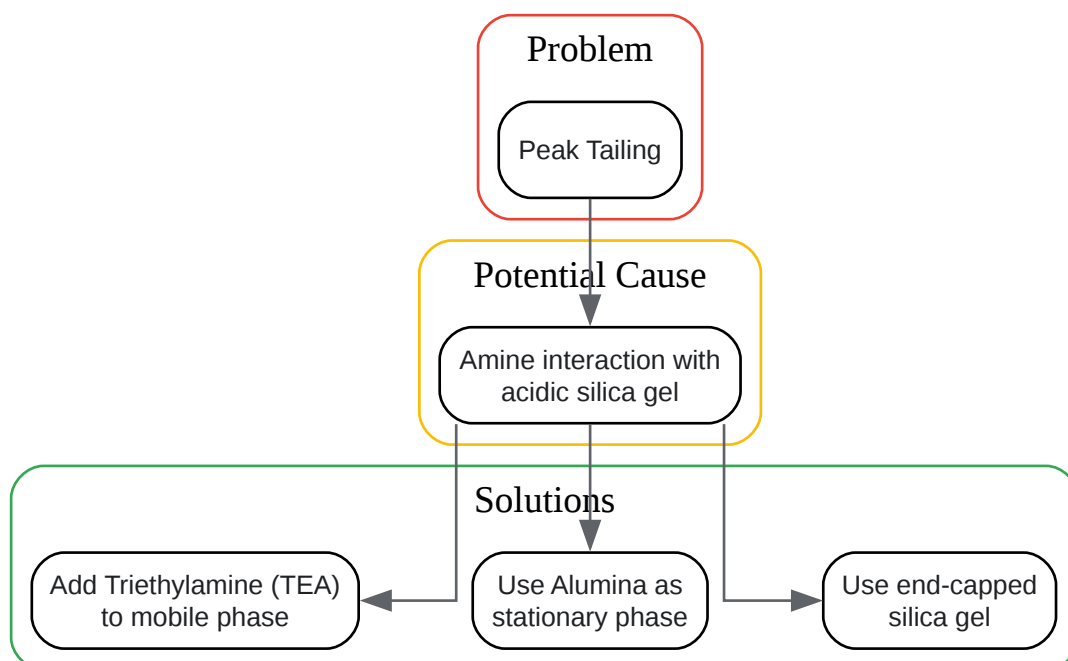 Problem
Peak Tailing
Potential Cause
Amine interaction with
acidic silica gel
Solutions
Add Triethylamine (TEA)
to mobile phase
Use Alumina as
stationary phase
Use end-capped
silica gel